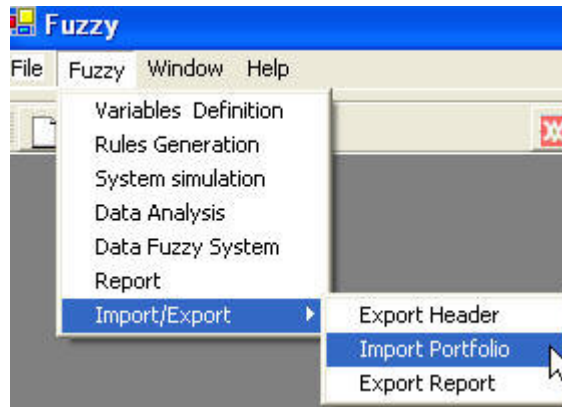 Fuzzy
File Fuzzy Window Help
Variables Definition
Rules Generation
System simulation
Data Analysis
Data Fuzzy System
Report
Import/Export
Export Header
Import Portfolio
Export Report